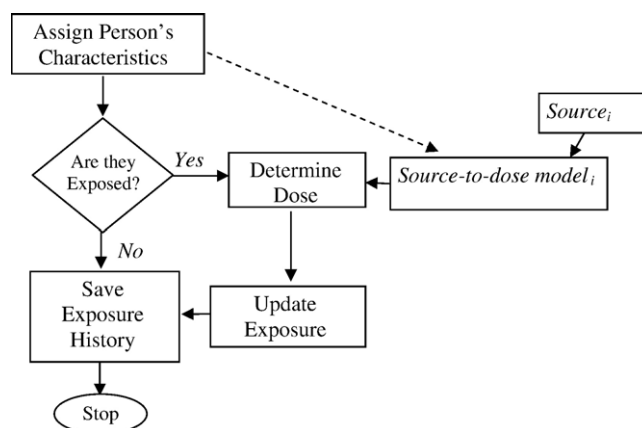 Assign Person's
Characteristics
Source_i
Are they
Exposed?
Yes
Determine
Dose
Source-to-dose model_i
No
Save
Exposure
History
Update
Exposure
Stop